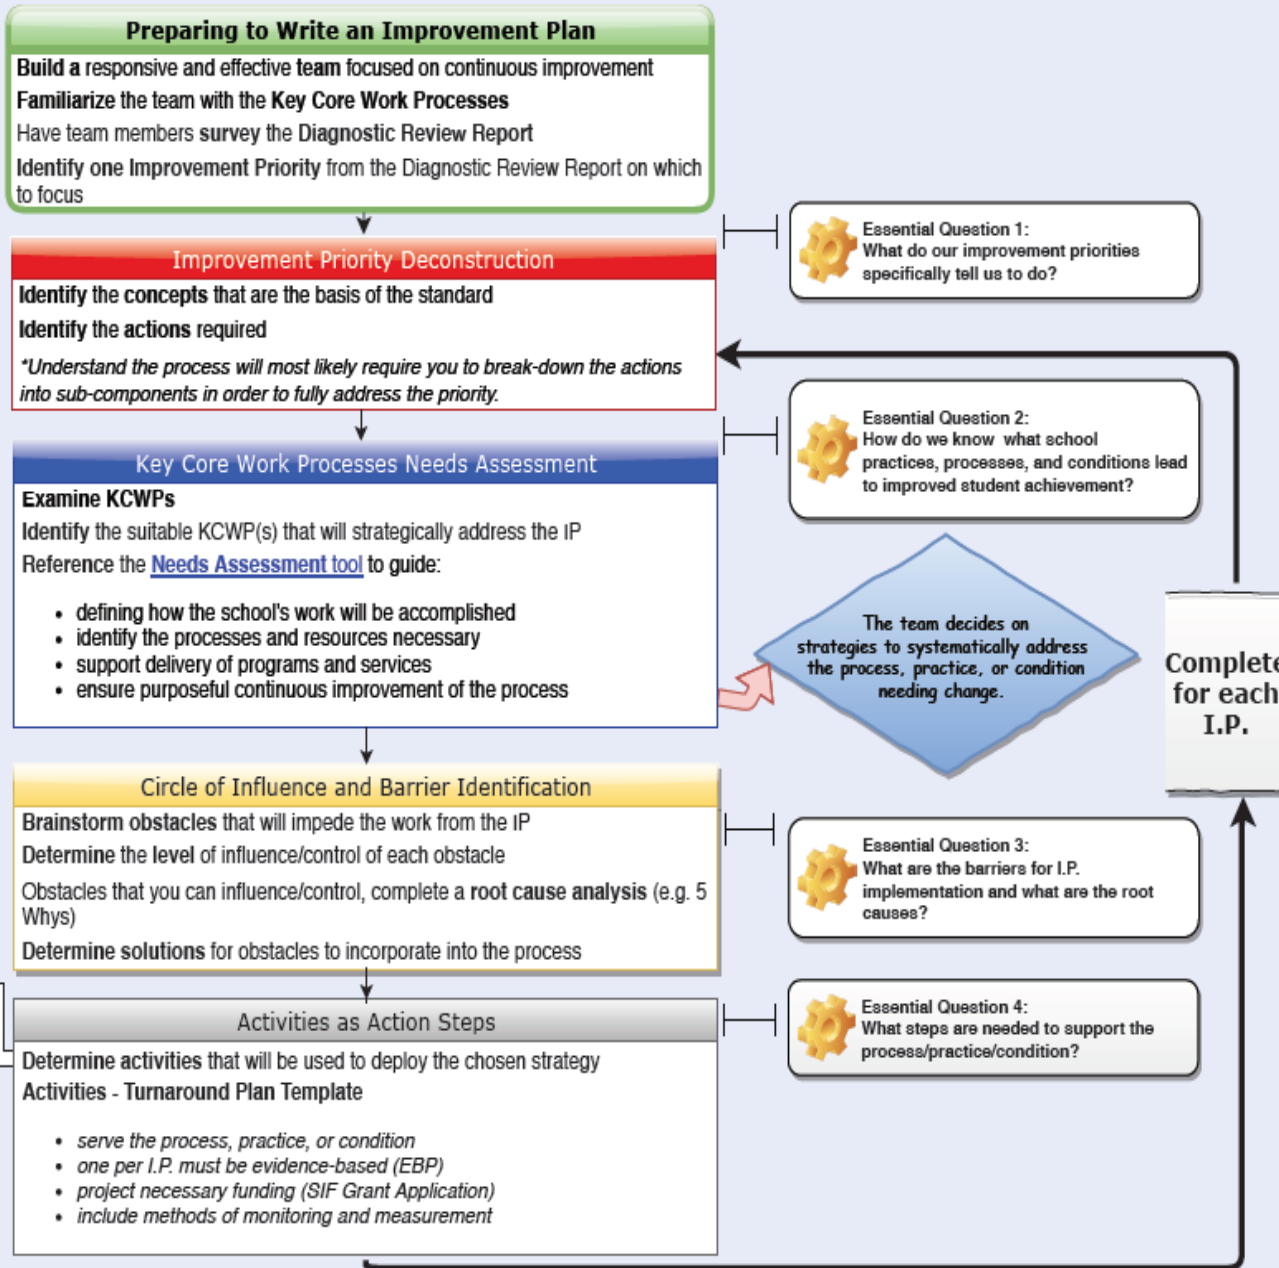 Preparing to Write an Improvement Plan
Build a responsive and effective team focused on continuous improvement
Familiarize the team with the Key Core Work Processes
Have team members survey the Diagnostic Review Report
Identify one Improvement Priority from the Diagnostic Review Report on which
to focus
Essential Question 1:
What do our improvement priorities
specifically tell us to do?
Improvement Priority Deconstruction
Identify the concepts that are the basis of the standard
Identify the actions required
*Understand the process will most likely require you to break-down the actions
into sub-components in order to fully address the priority.
Essential Question 2:
How do we know what school
practices, processes, and conditions lead
to improved student achievement?
Key Core Work Processes Needs Assessment
Examine KCWPs
Identify the suitable KCWP(s) that will strategically address the IP
Reference the Needs Assessment tool to guide:
• defining how the school's work will be accomplished
• identify the processes and resources necessary
• support delivery of programs and services
• ensure purposeful continuous improvement of the process
The team decides on
strategies to systematically address
the process, practice, or condition
needing change.
Complete
for each
I.P.
Circle of Influence and Barrier Identification
Brainstorm obstacles that will impede the work from the IP
Determine the level of influence/control of each obstacle
Obstacles that you can influence/control, complete a root cause analysis (e.g. 5
Whys)
Determine solutions for obstacles to incorporate into the process
Essential Question 3:
What are the barriers for I.P.
implementation and what are the root
causes?
Activities as Action Steps
Determine activities that will be used to deploy the chosen strategy
Activities - Turnaround Plan Template
• serve the process, practice, or condition
• one per I.P. must be evidence-based (EBP)
• project necessary funding (SIF Grant Application)
• include methods of monitoring and measurement
Essential Question 4:
What steps are needed to support the
process/practice/condition?